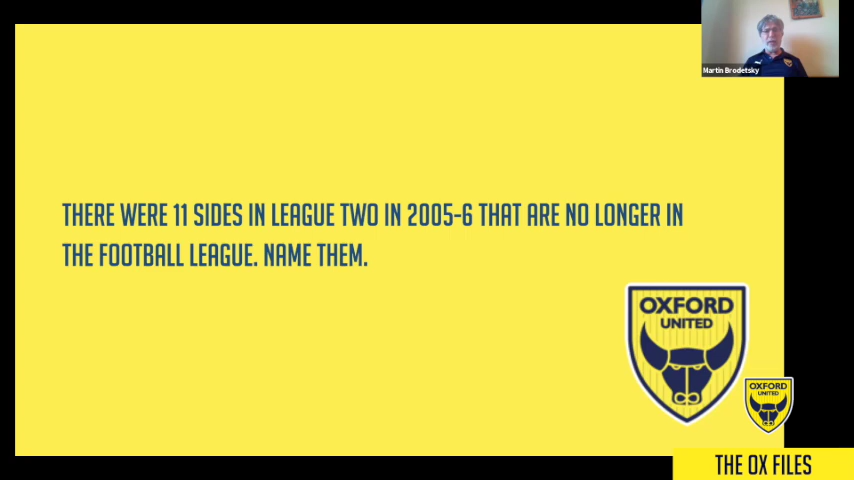 Martin Brodetsky
THERE WERE 11 SIDES IN LEAGUE TWO IN 2005-6 THAT ARE NO LONGER IN
THE FOOTBALL LEAGUE. NAME THEM.
OXFORD
UNITED
OXFORD
UNITED
THE OX FILES